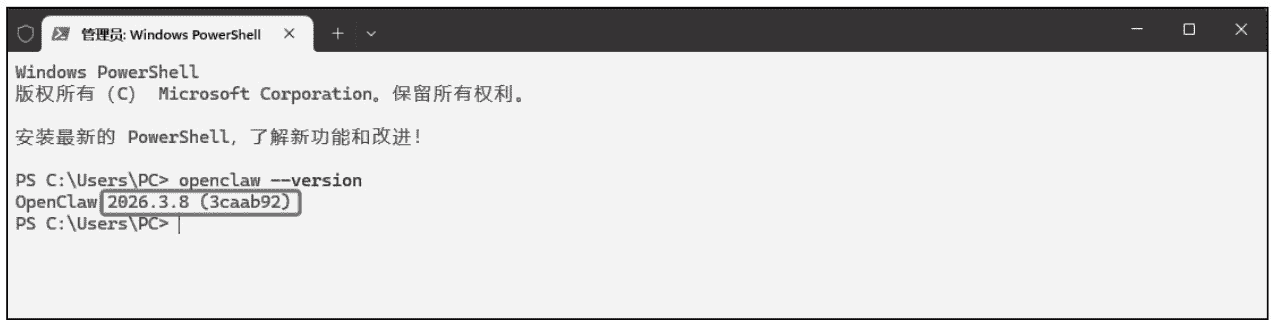 管理员: Windows PowerShell
Windows PowerShell
版权所有 (C) Microsoft Corporation。保留所有权利。
安装最新的 PowerShell，了解新功能和改进！
PS C:\Users\PC> openclaw --version
OpenClaw 2026.3.8 (3caab92)
PS C:\Users\PC>